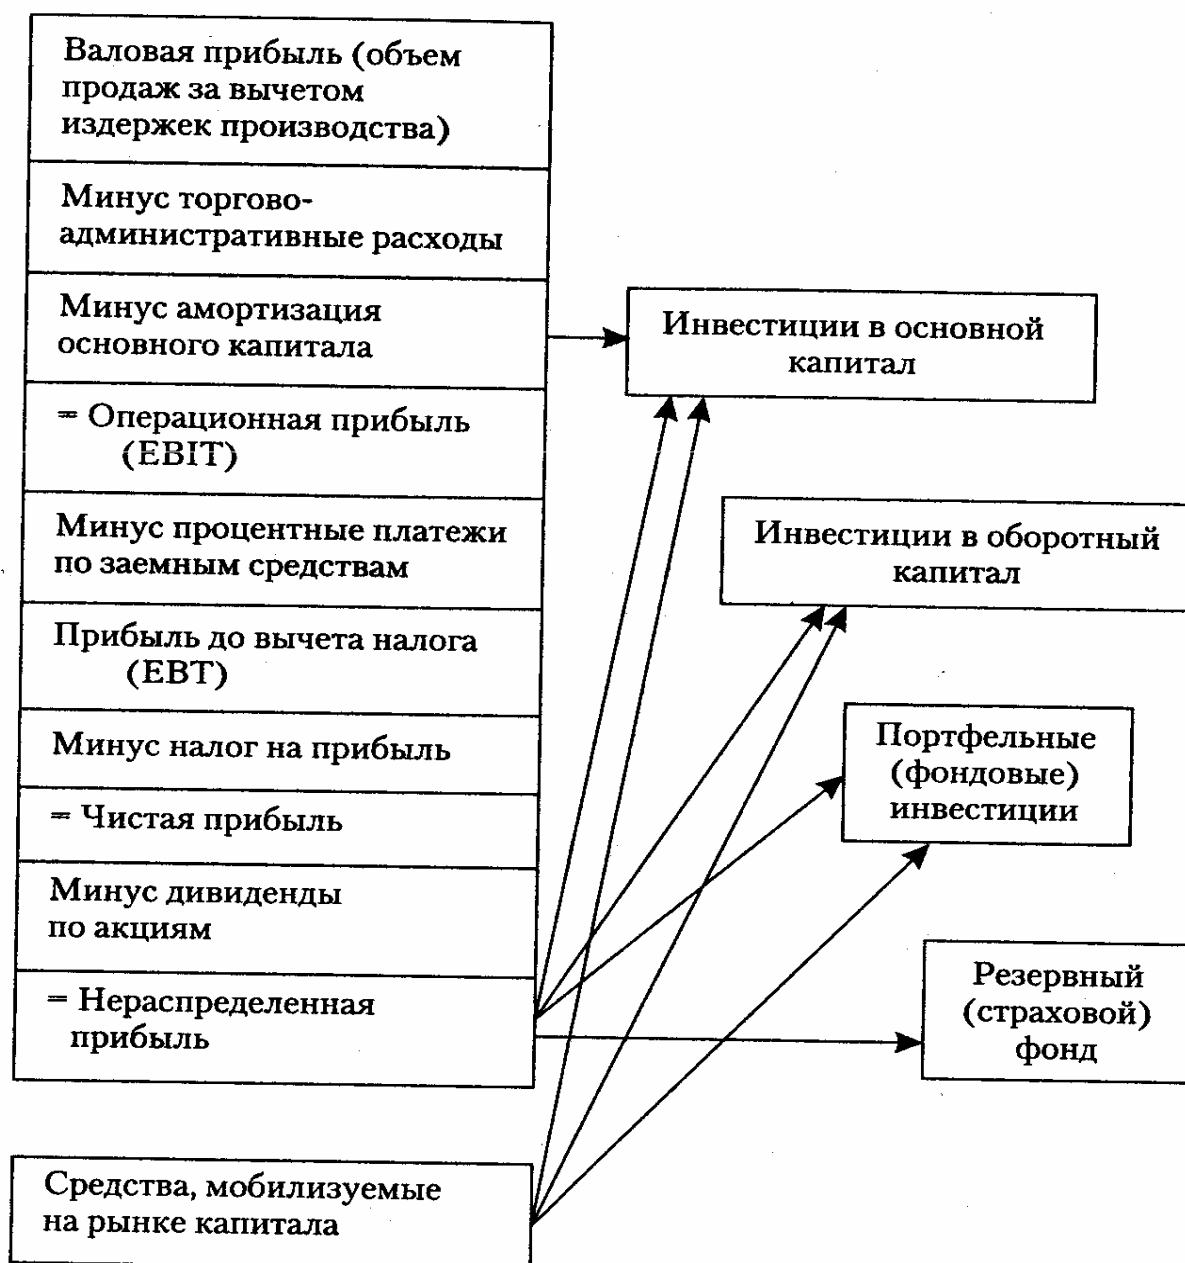 Валовая прибыль (объем
продаж за вычетом
издержек производства)
Минус торгово-
административные расходы
Минус амортизация
основного капитала
= Операционная прибыль
(EBIT)
Минус процентные платежи
по заемным средствам
Прибыль до вычета налога
(EBT)
Минус налог на прибыль
= Чистая прибыль
Минус дивиденды
по акциям
= Нераспределенная
прибыль
Средства, мобилизуемые
на рынке капитала
Инвестиции в основной
капитал
Инвестиции в оборотный
капитал
Портфельные
(фондовые)
инвестиции
Резервный
(страховой)
фонд